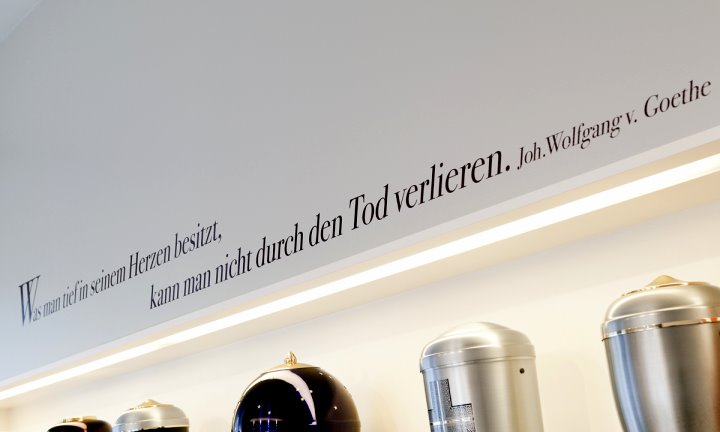 Was man tief in seinem Herzen besitzt,
kann man nicht durch den Tod verlieren. Joh.Wolfgang v. Goethe